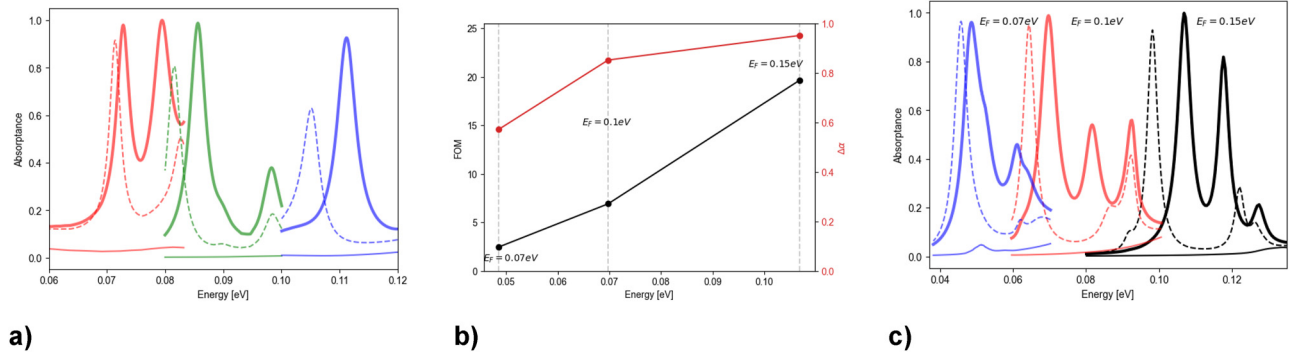 1.0
0.8
0.6
0.4
0.2
0.0
Absorptance
0.06
0.07
0.08
0.09
0.10
0.11
0.12
Energy [eV]
a)
30
25
20
15
10
5
0
FOM
1.0
0.8
0.6
0.4
0.2
0.0
Δα
E_F = 0.15eV
E_F = 0.1eV
E_F = 0.07eV
0.05
0.06
0.07
0.08
0.09
0.10
Energy [eV]
b)
1.0
0.8
0.6
0.4
0.2
0.0
Absorptance
E_F = 0.07eV
E_F = 0.1eV
E_F = 0.15eV
0.04
0.06
0.08
0.10
0.12
Energy [eV]
c)